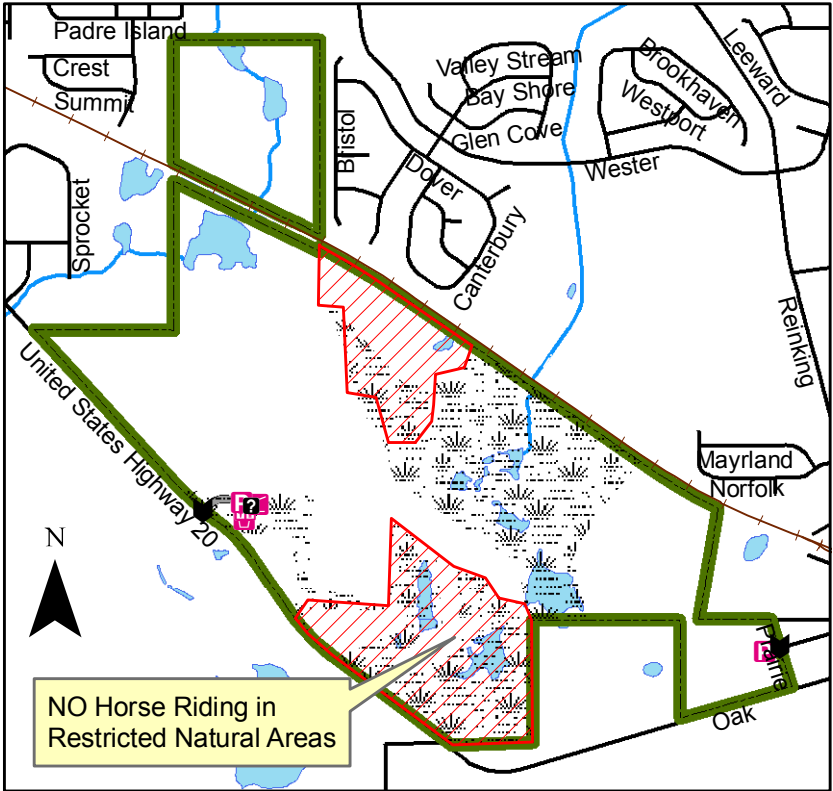 Padre Island
Crest
Summit
Sprocket
Bristol
Valley Stream
Bay Shore
Glen Cove
Dover
Canterbury
Brookhaven
Westport
Wester
Leeward
Reinking
United States Highway 20
Mayrland
Norfolk
N
?
Prairie
Oak
NO Horse Riding in
Restricted Natural Areas